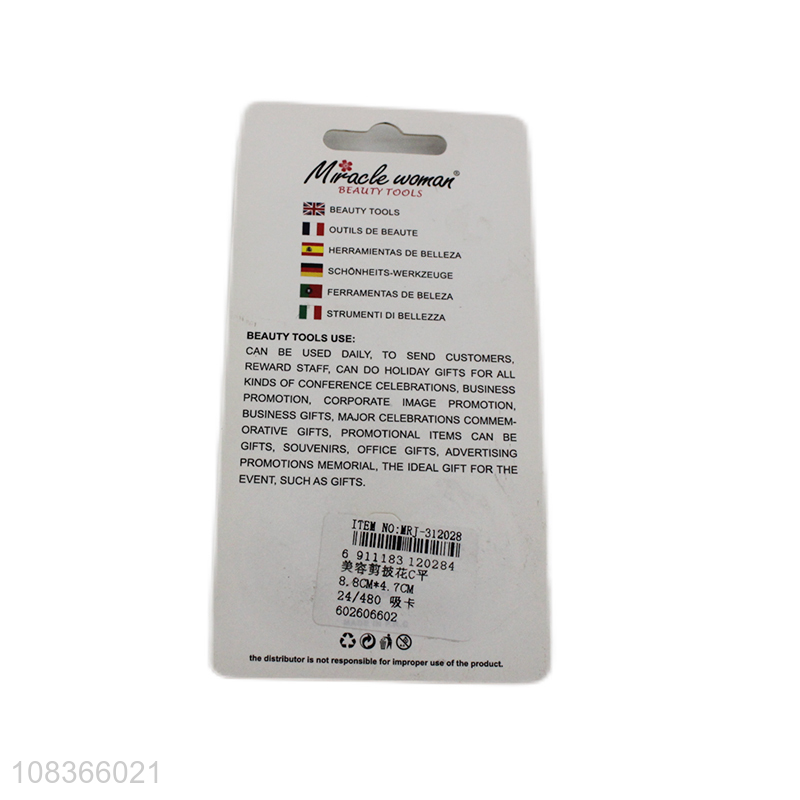 Miracle woman®
BEAUTY TOOLS
BEAUTY TOOLS
OUTILS DE BEAUTE
HERRAMIENTAS DE BELLEZA
SCHÖNHEITS-WERKZEUGE
FERRAMENTAS DE BELEZA
STRUMENTI DI BELLEZZA
BEAUTY TOOLS USE:
CAN BE USED DAILY, TO SEND CUSTOMERS,
REWARD STAFF, CAN DO HOLIDAY GIFTS FOR ALL
KINDS OF CONFERENCE CELEBRATIONS, BUSINESS
PROMOTION, CORPORATE IMAGE PROMOTION,
BUSINESS GIFTS, MAJOR CELEBRATIONS COMMEM-
ORATIVE GIFTS, PROMOTIONAL ITEMS CAN BE
GIFTS, SOUVENIRS, OFFICE GIFTS, ADVERTISING
PROMOTIONS MEMORIAL, THE IDEAL GIFT FOR THE
EVENT, SUCH AS GIFTS.
ITEM NO:MRJ-312028
6 911183 120284
美容剪披花C平
8.8CM*4.7CM
24/480 吸卡
602606602
the distributor is not responsible for improper use of the product.
108366021